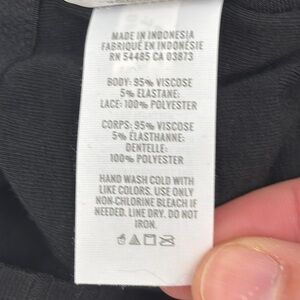 MADE IN INDONESIA
FABRIQUÉ EN INDONÉSIE
RN 54485 CA 03873
BODY: 95% VISCOSE
5% ELASTANE;
LACE: 100% POLYESTER
CORPS: 95% VISCOSE
5% ÉLASTHANNE;
DENTELLE:
100% POLYESTER
HAND WASH COLD WITH
LIKE COLORS. USE ONLY
NON-CHLORINE BLEACH IF
NEEDED. LINE DRY. DO NOT
IRON.